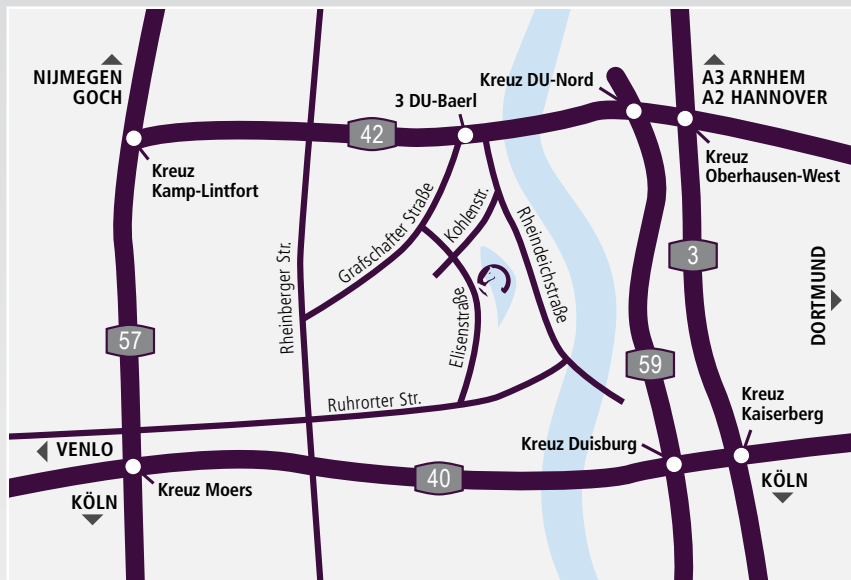 NIJMEGEN
GOCH
Kreuz DU-Nord
A3 ARNHEM
A2 HANNOVER
3 DU-Baerl
42
Kreuz
Kamp-Lintfort
Kreuz
Oberhausen-West
Grafschafter Straße
Kohlenstr.
Rheindeichstraße
Rheinberger Str.
3
DORTMUND
57
Elisenstraße
59
Ruhrorter Str.
Kreuz
Kaiserberg
VENLO
Kreuz Duisburg
Kreuz Moers
40
KÖLN
KÖLN